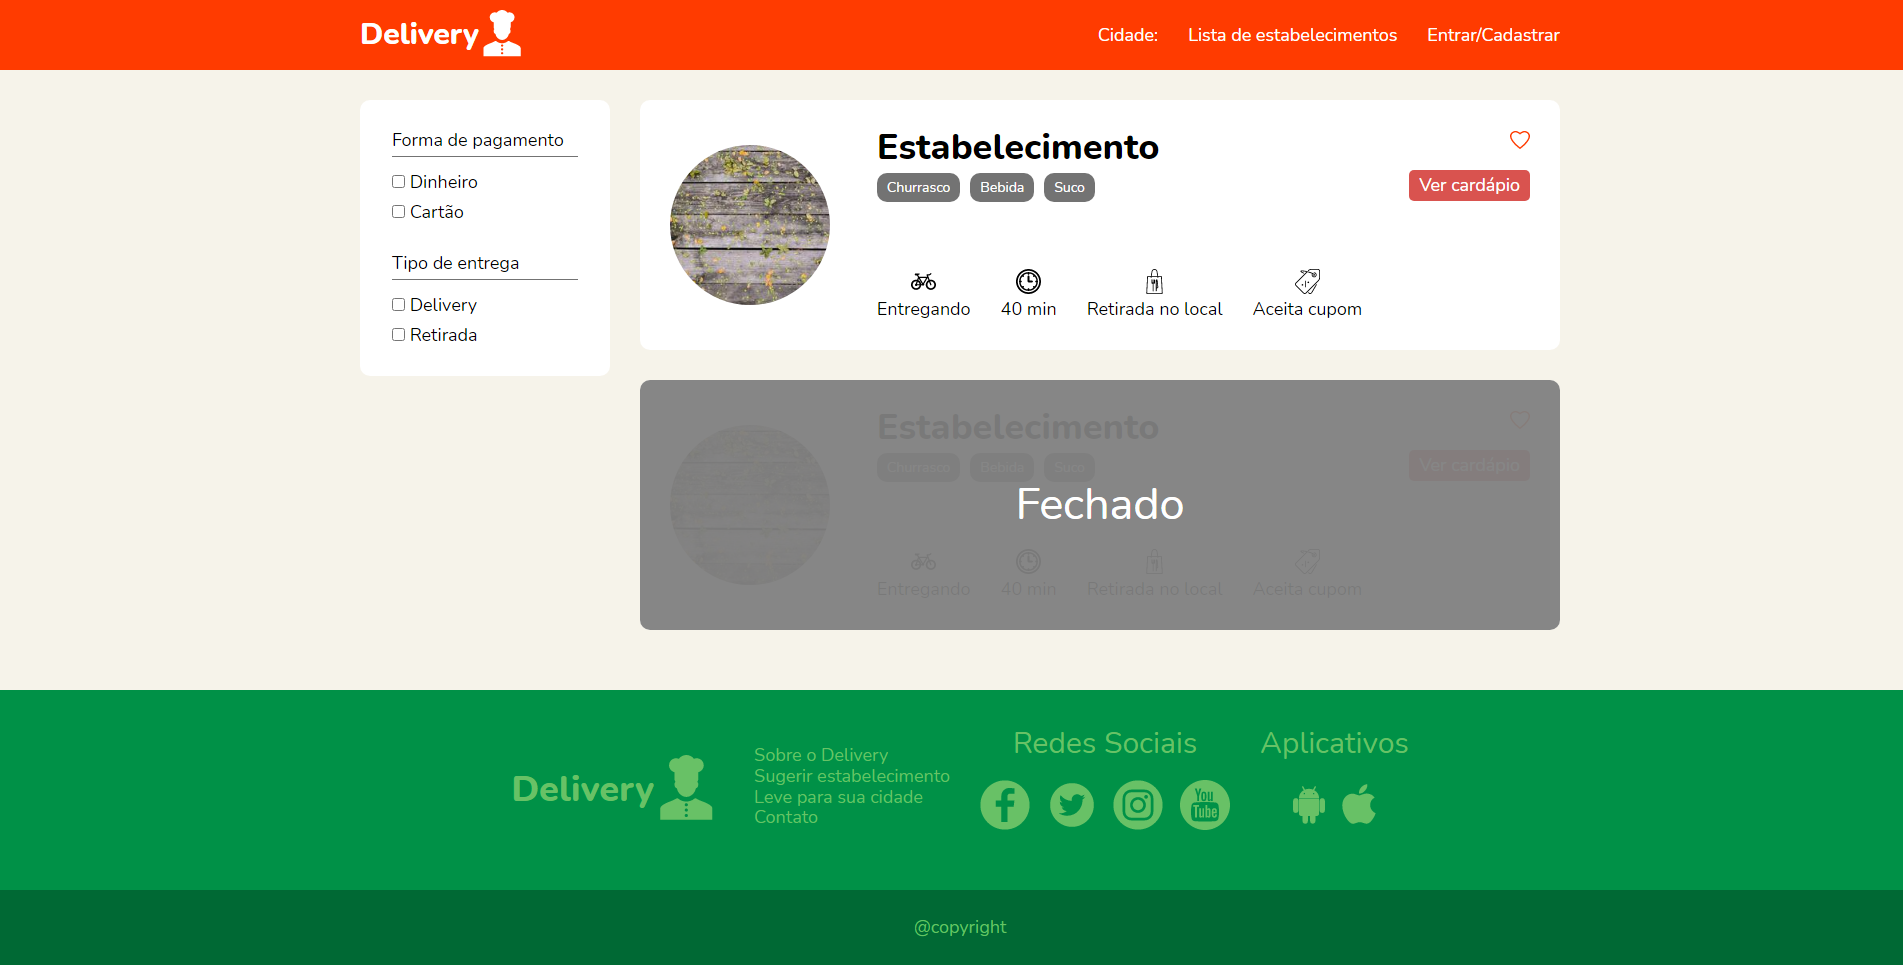 Delivery
Cidade: Lista de estabelecimentos Entrar/Cadastrar
Forma de pagamento
Dinheiro
Cartão
Tipo de entrega
Delivery
Retirada
Estabelecimento
Churrasco Bebida Suco
Ver cardápio
Entregando 40 min Retirada no local Aceita cupom
Estabelecimento
Churrasco Bebida Suco
Ver cardápio
Fechado
Entregando 40 min Retirada no local Aceita cupom
Delivery
Sobre o Delivery
Sugerir estabelecimento
Leve para sua cidade
Contato
Redes Sociais
You
Tube
Aplicativos
@copyright